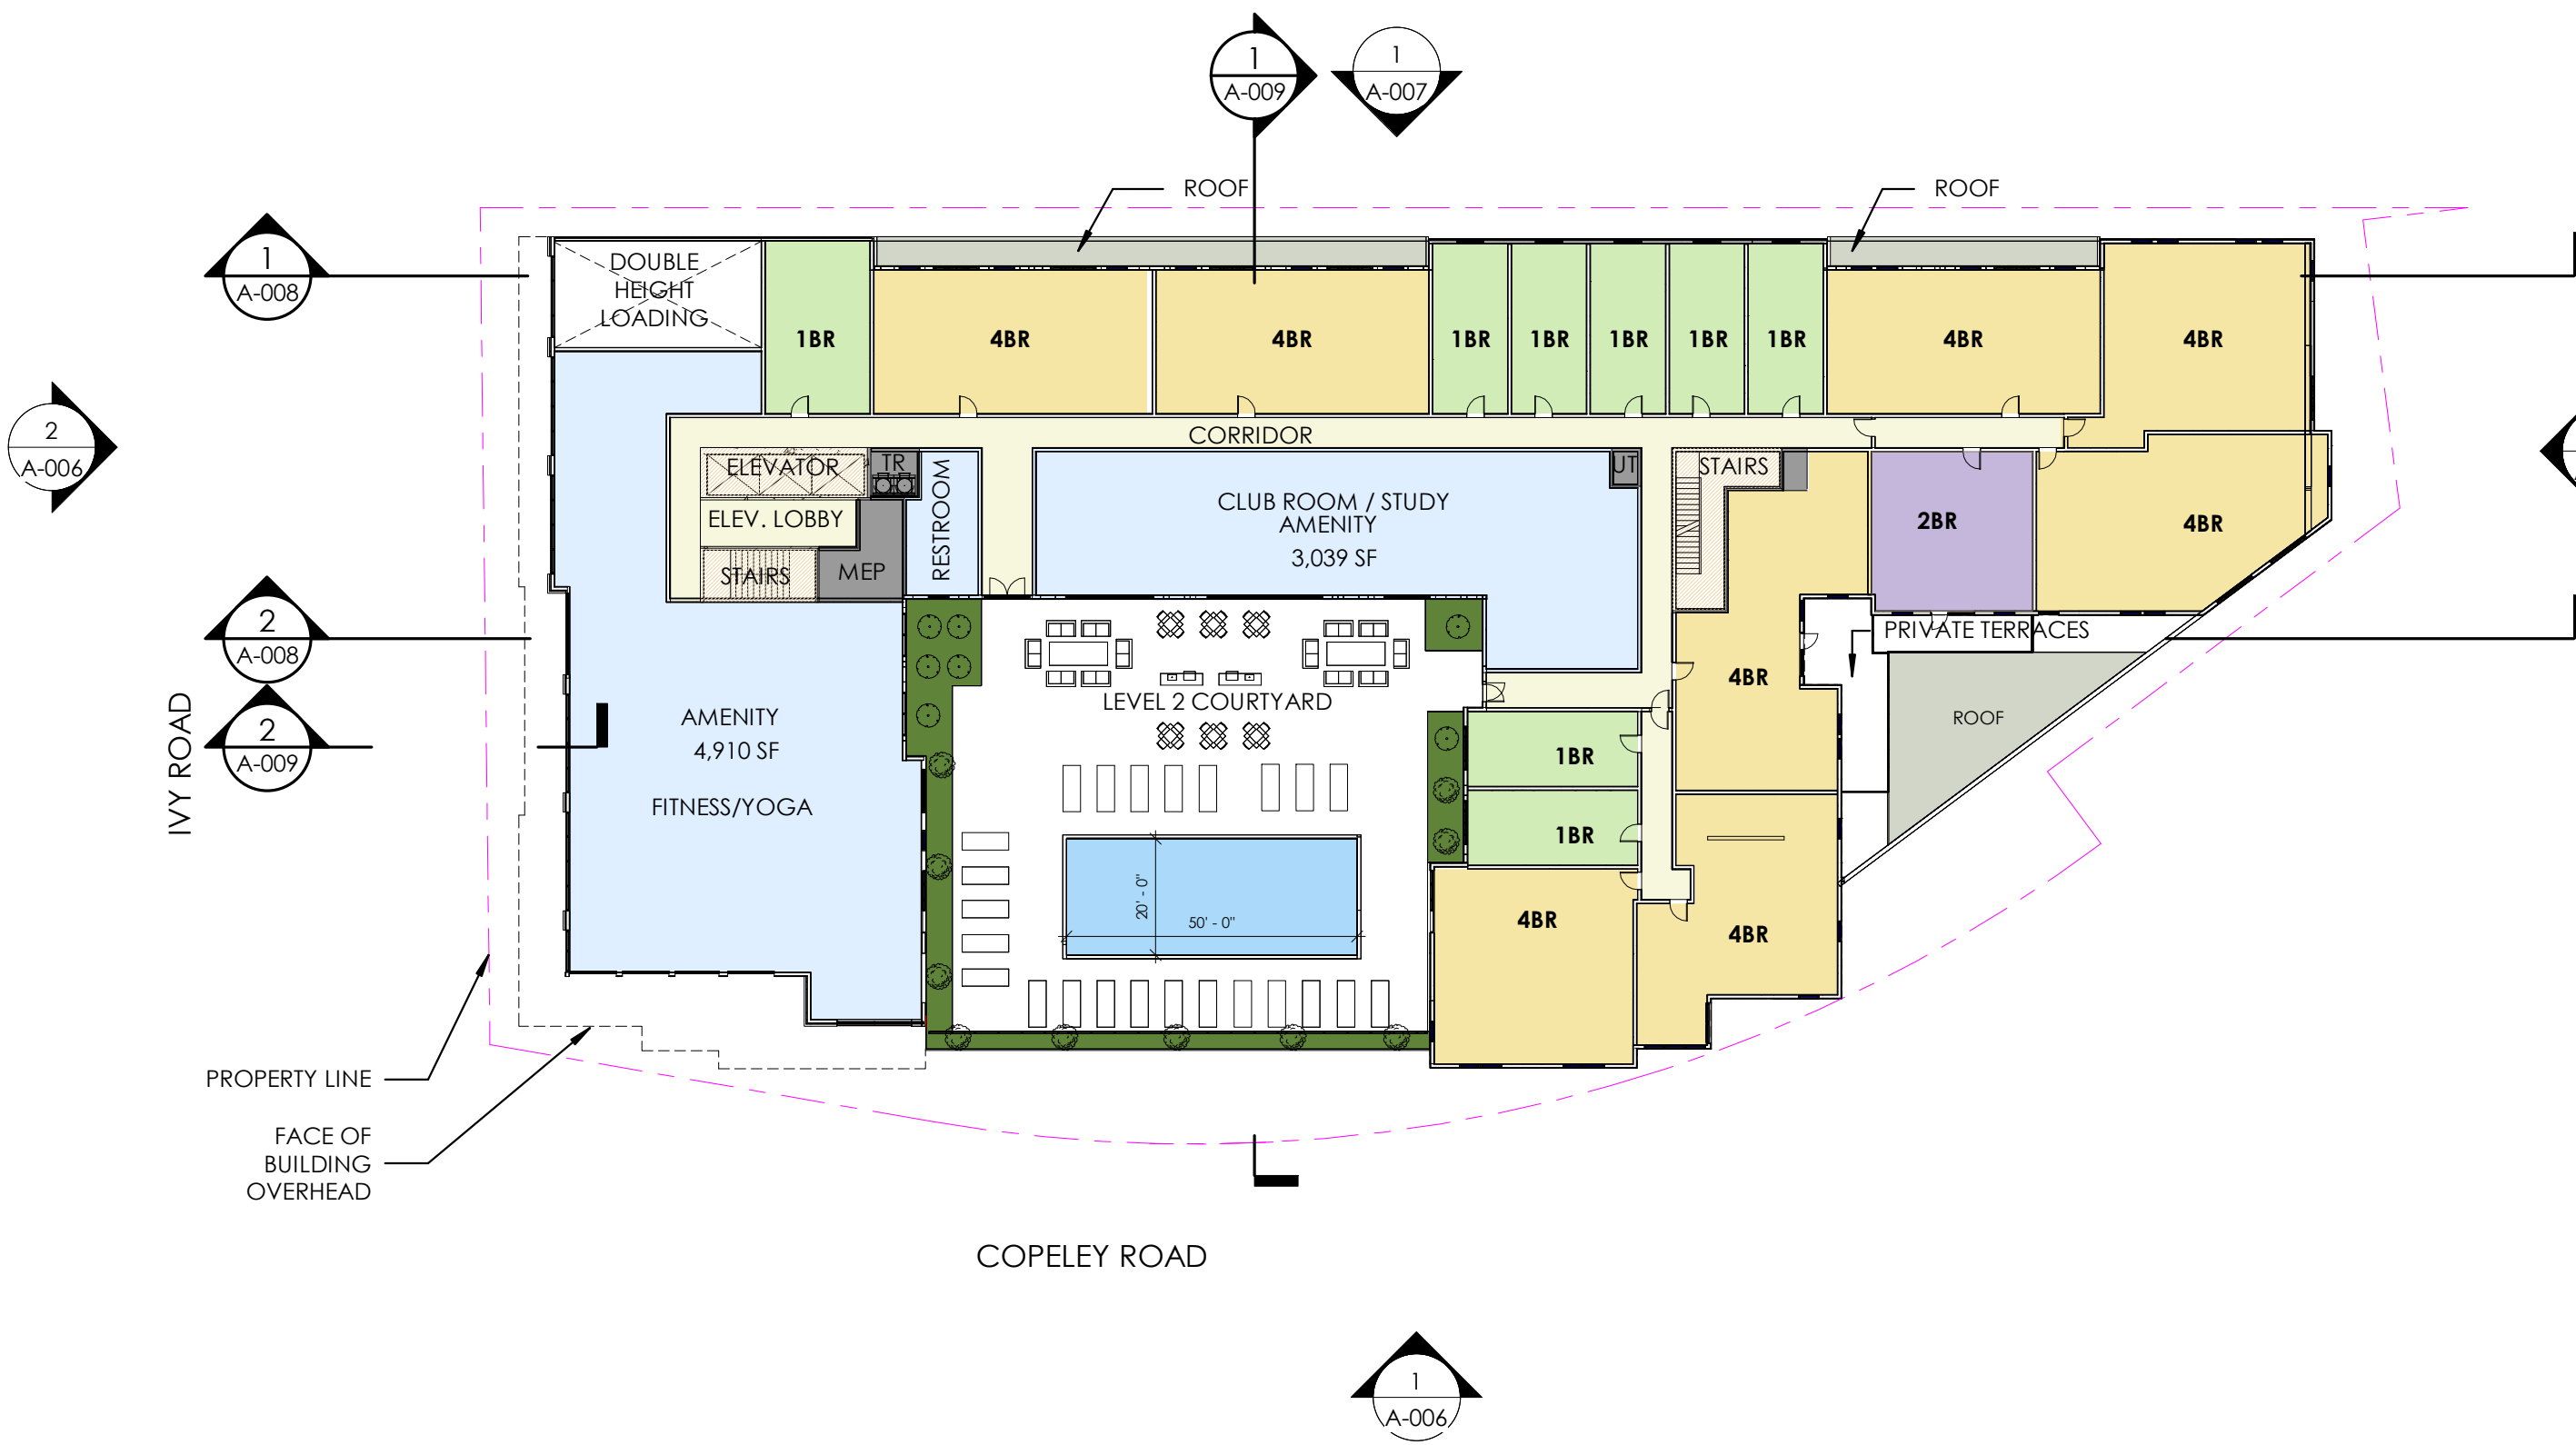 1
A-009
1
A-007
ROOF
ROOF
1
A-008
DOUBLE
HEIGHT
LOADING
1BR
4BR
4BR
1BR
1BR
1BR
1BR
1BR
4BR
4BR
2
A-006
CORRIDOR
ELEVATOR
TR
RESTROOM
ELEV. LOBBY
STAIRS
MEP
CLUB ROOM / STUDY
AMENITY
3,039 SF
UT
STAIRS
2BR
4BR
2
A-008
PRIVATE TERRACES
4BR
LEVEL 2 COURTYARD
ROOF
IVY ROAD
2
A-009
AMENITY
4,910 SF
FITNESS/YOGA
1BR
1BR
20' - 0"
50' - 0"
4BR
4BR
PROPERTY LINE
FACE OF
BUILDING
OVERHEAD
COPELEY ROAD
1
A-006